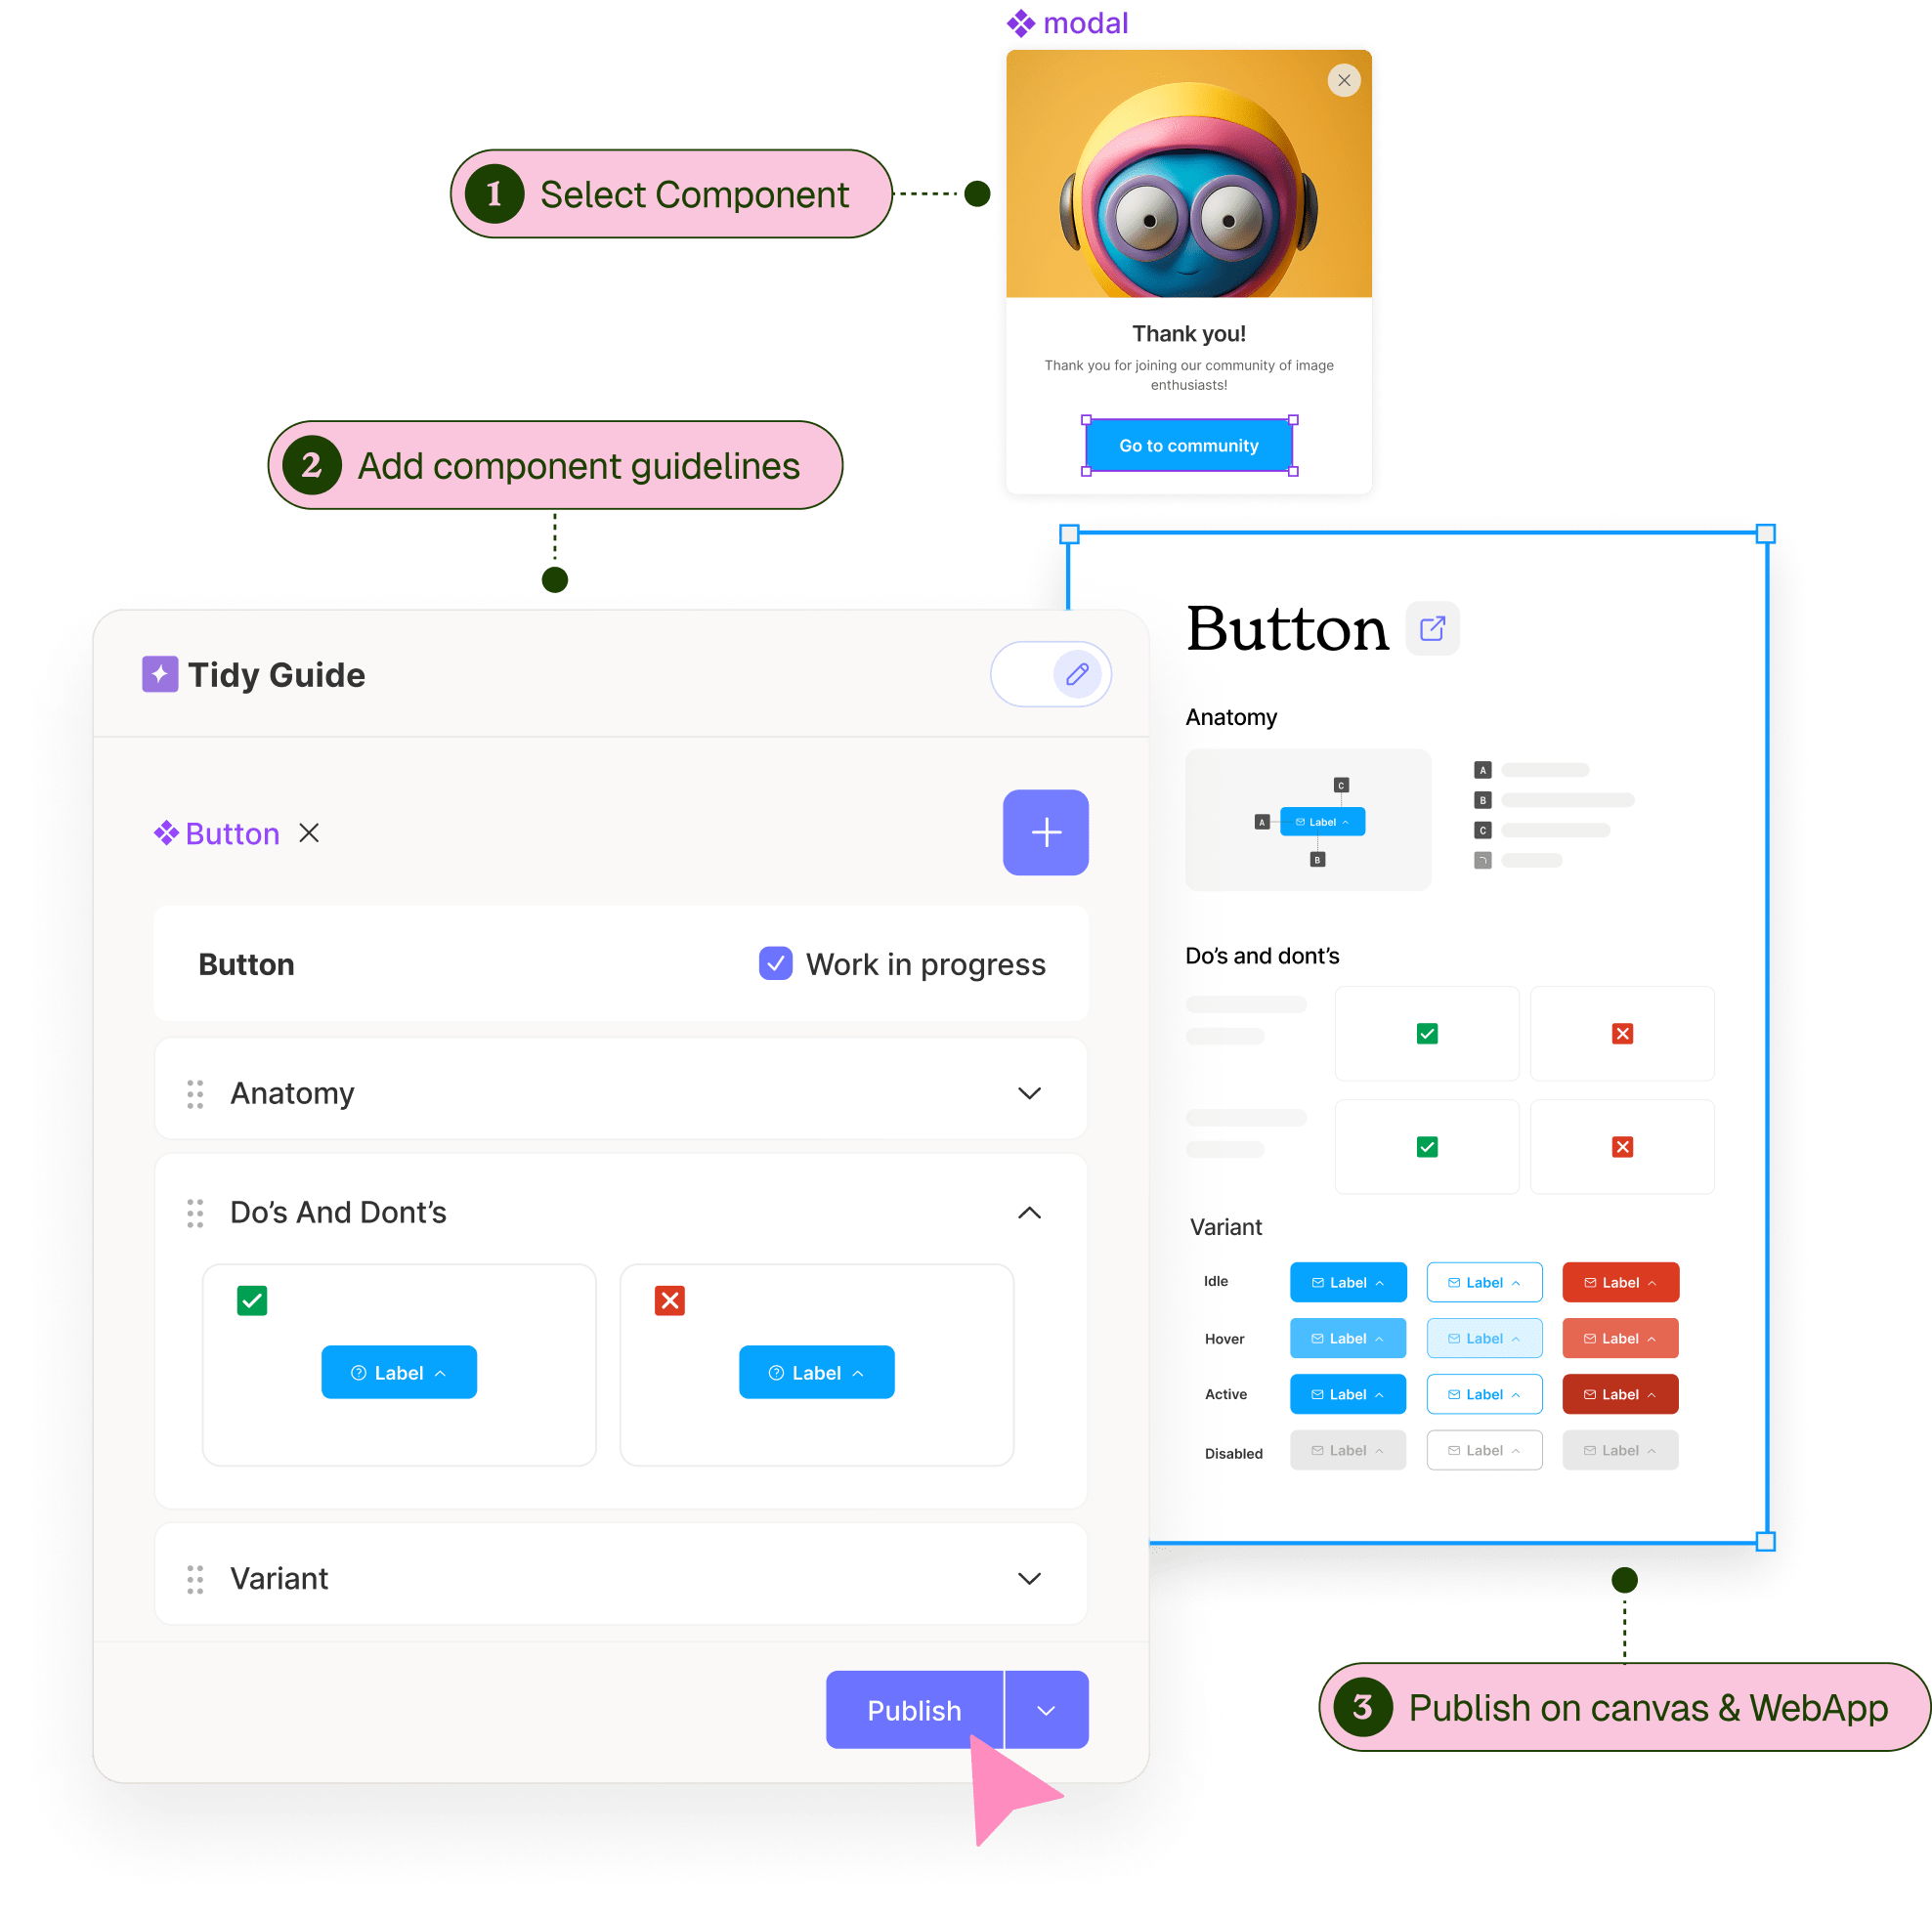 modal
1 Select Component
Thank you!
Thank you for joining our community of image
enthusiasts!
Go to community
2 Add component guidelines
Tidy Guide
Button
Button
Work in progress
Anatomy
Do’s And Dont’s
Label
Label
Variant
Publish
Button
Anatomy
C
A
Label
B
A
B
C
Do’s and dont’s
Variant
Idle Label Label Label
Hover Label Label Label
Active Label Label Label
Disabled Label Label Label
3 Publish on canvas & WebApp